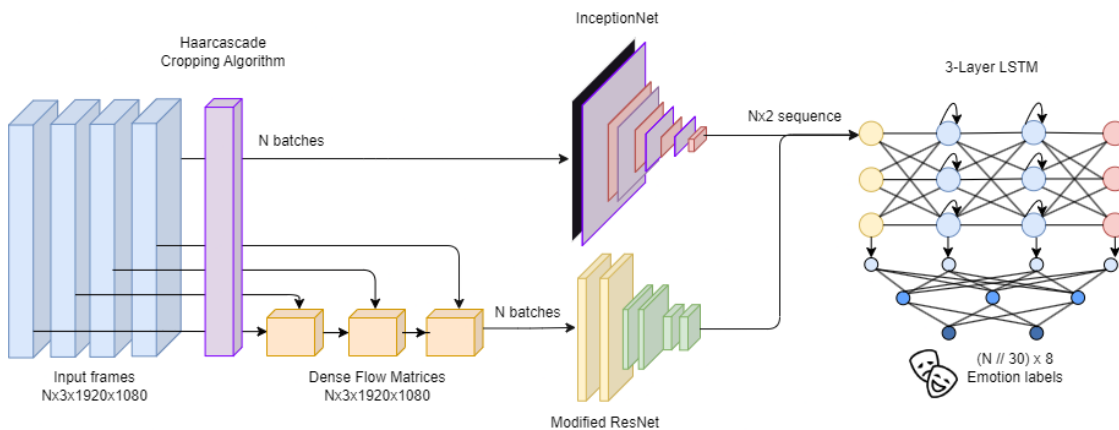 InceptionNet
Haarcascade
Cropping Algorithm
3-Layer LSTM
N batches
Nx2 sequence
N batches
Input frames
Nx3x1920x1080
Dense Flow Matrices
Nx3x1920x1080
Modified ResNet
(N // 30) x 8
Emotion labels